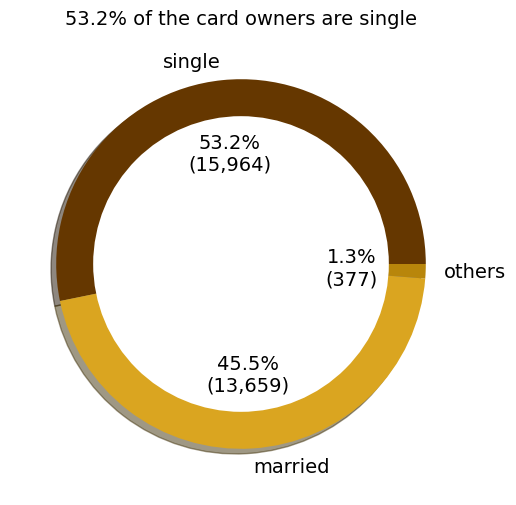 53.2% of the card owners are single
single
53.2%
(15,964)
1.3%
(377)
others
45.5%
(13,659)
married